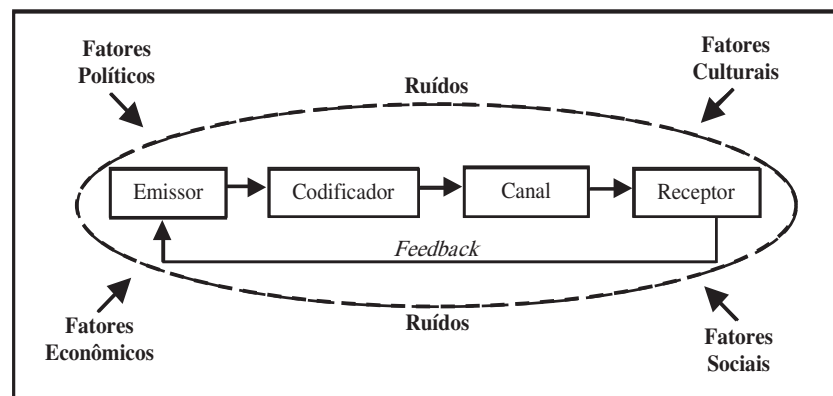 Fatores
Políticos
Fatores
Culturais
Ruídos
Emissor
Codificador
Canal
Receptor
Feedback
Ruídos
Fatores
Econômicos
Fatores
Sociais